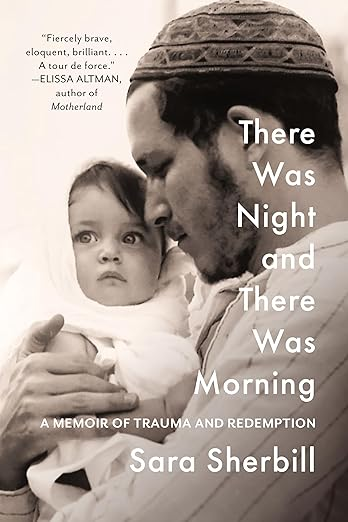 “Fiercely brave,
eloquent, brilliant. . . .
A tour de force.”
—ELISSA ALTMAN,
author of
Motherland
There
Was
Night
and
There
Was
Morning
A MEMOIR OF TRAUMA AND REDEMPTION
Sara Sherbill